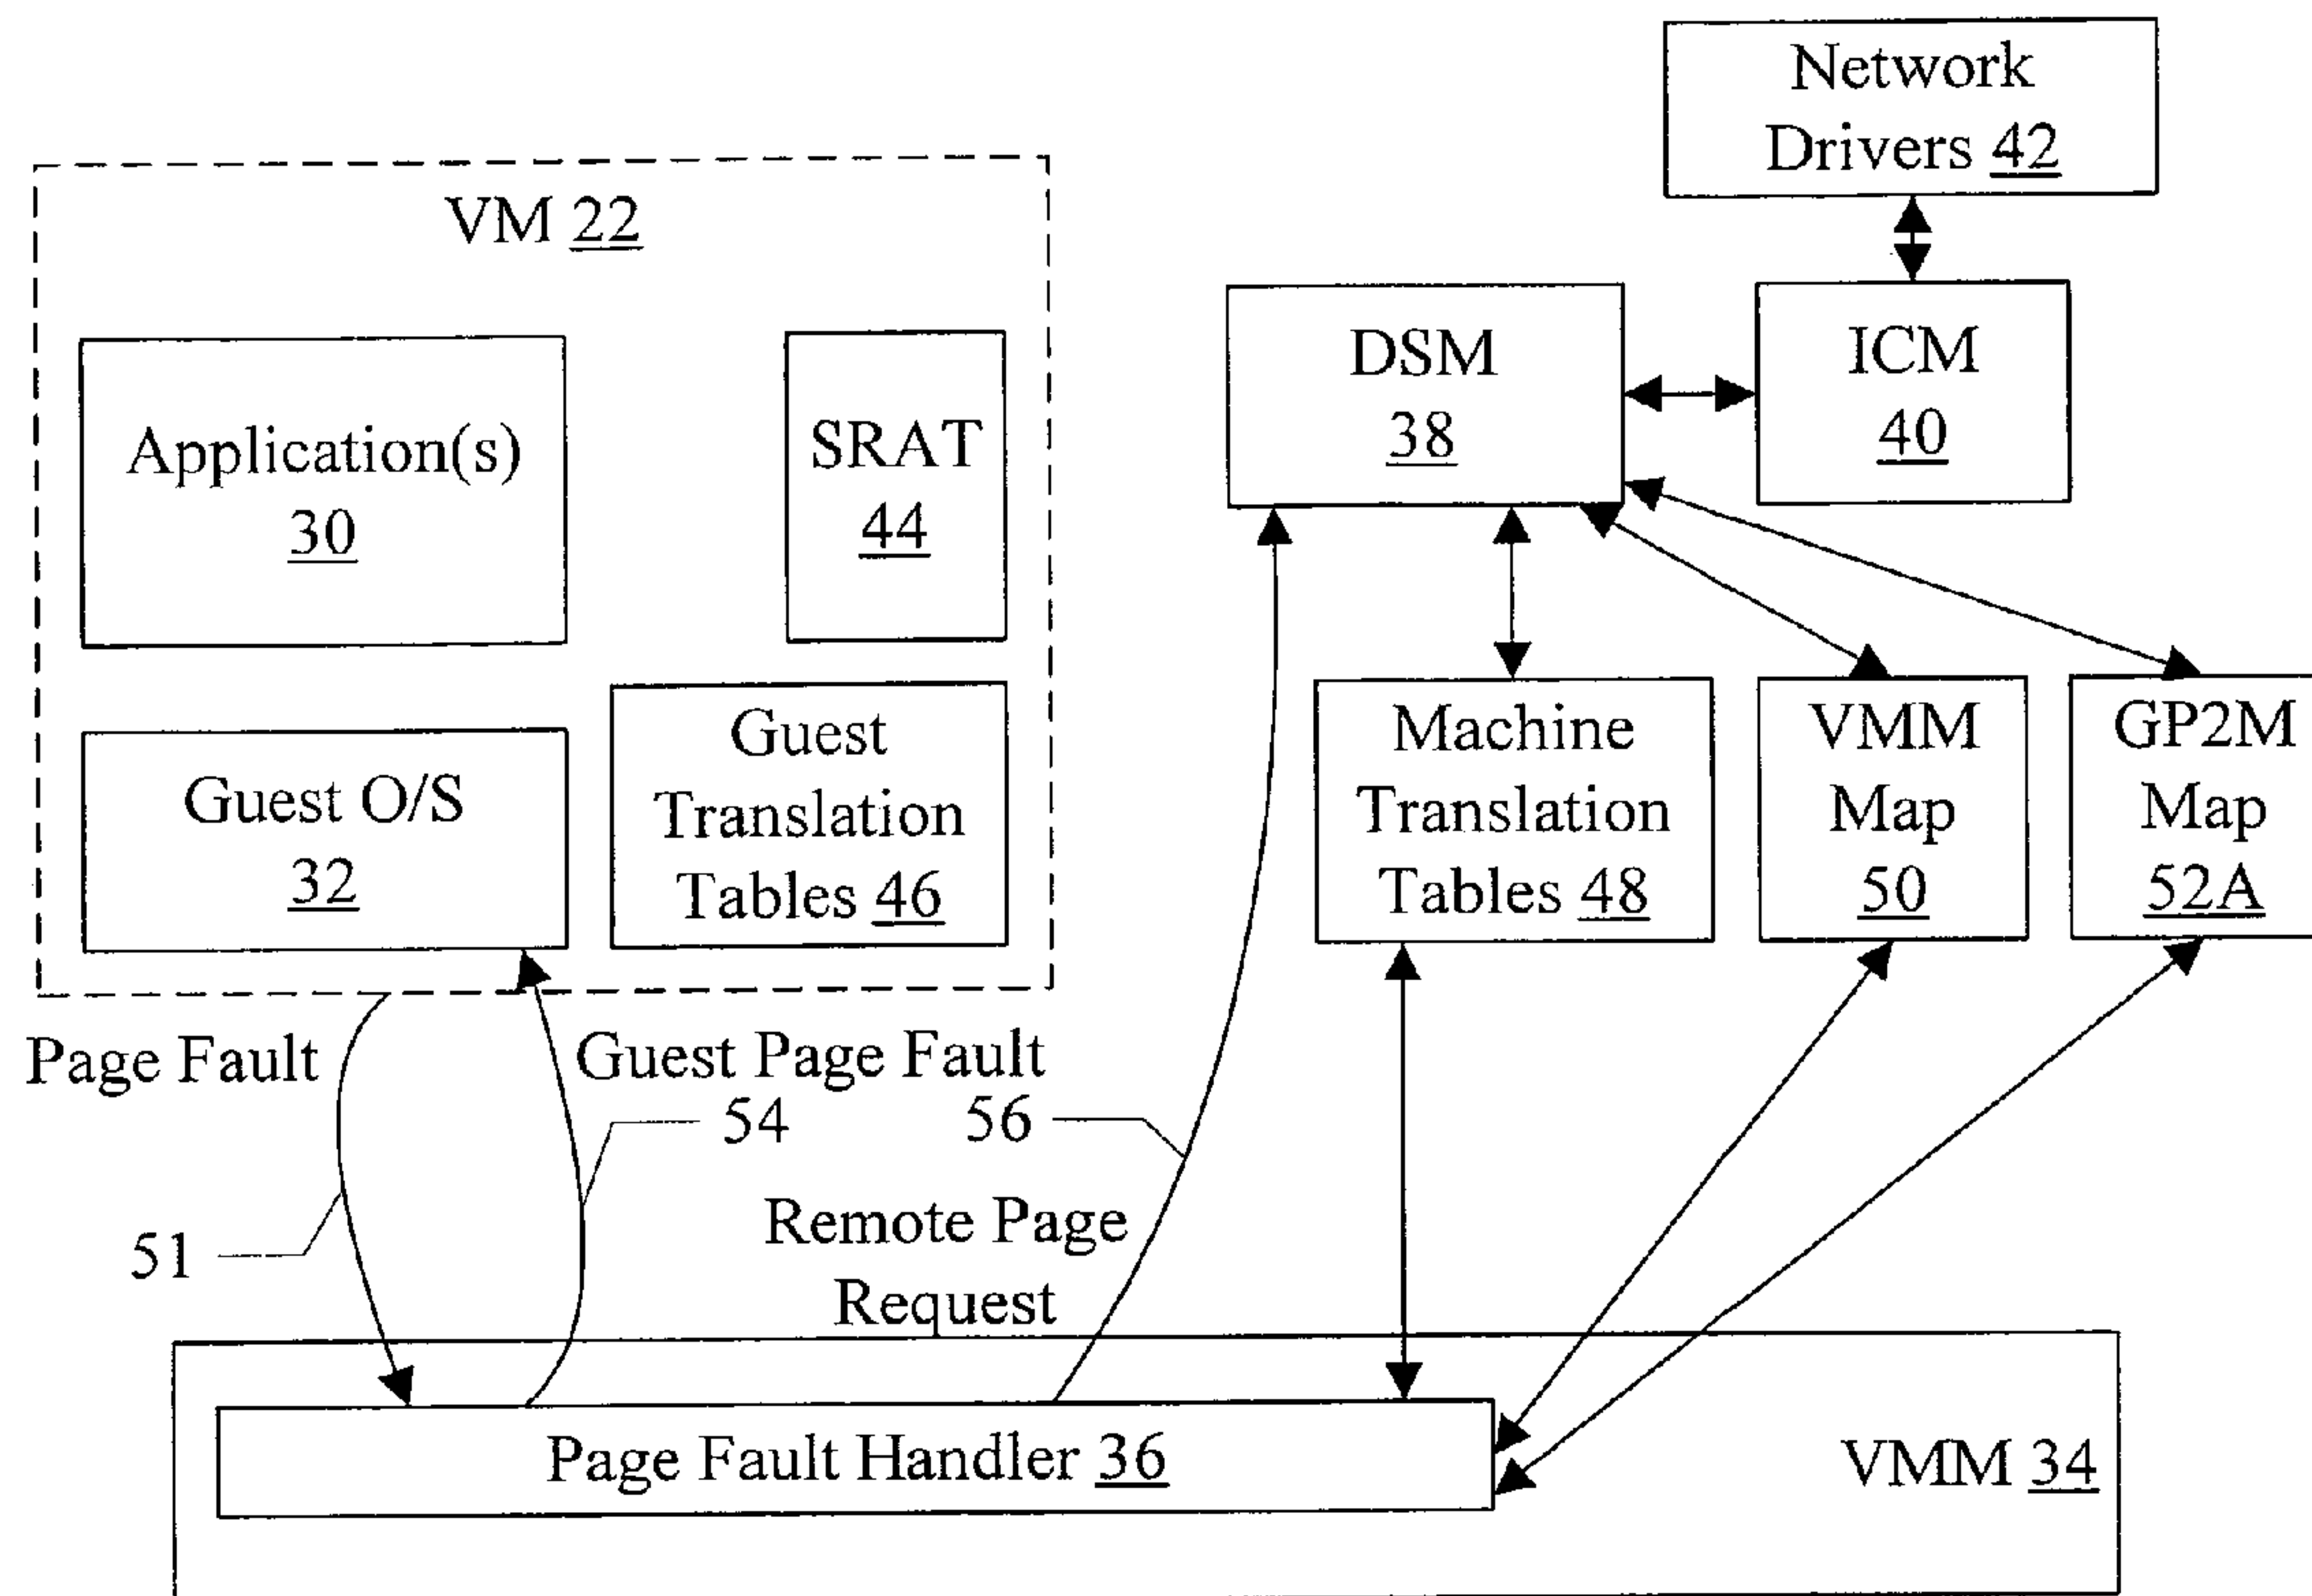 Network
Drivers 42
VM 22
DSM
38
ICM
40
Application(s)
30
SRAT
44
Guest O/S
32
Guest
Translation
Tables 46
Machine
Translation
Tables 48
VMM
Map
50
GP2M
Map
52A
Page Fault
Guest Page Fault
54
56
51
Remote Page
Request
Page Fault Handler 36
VMM 34